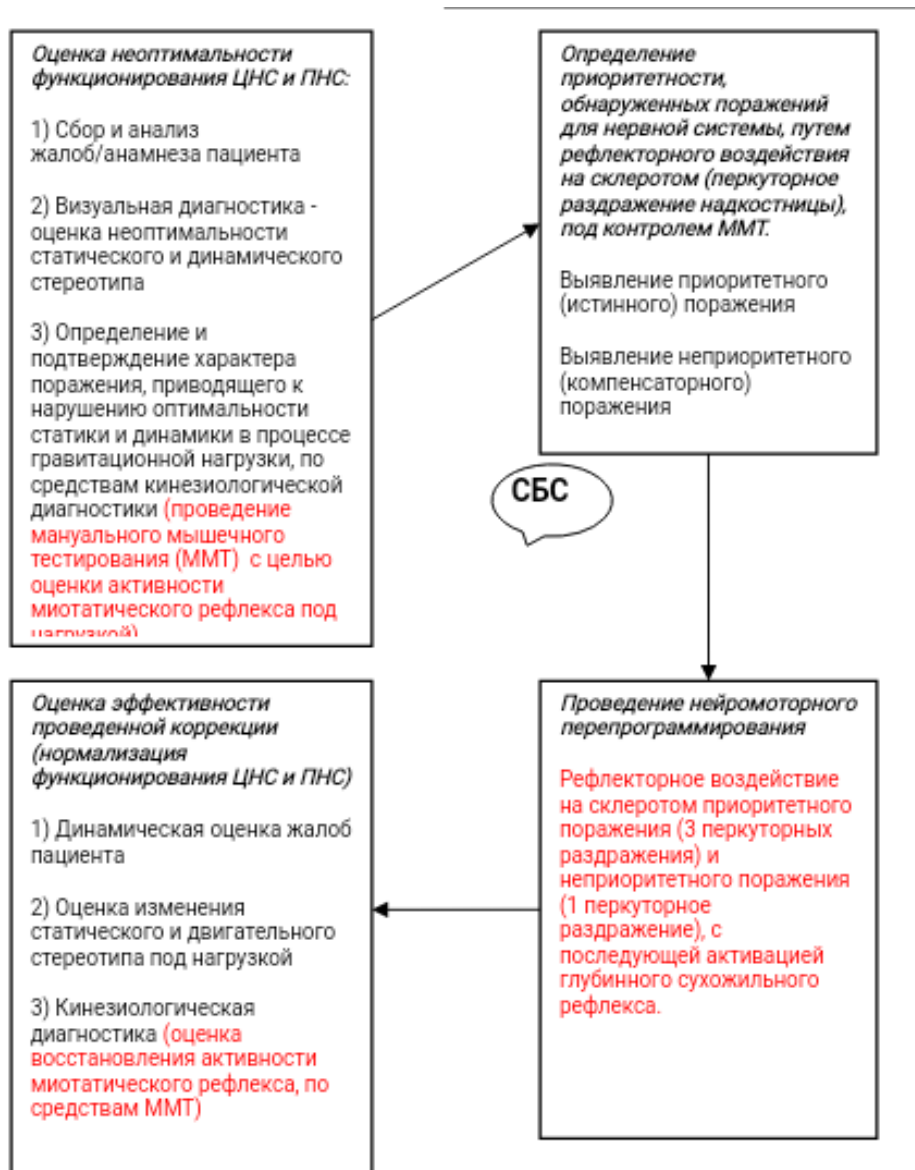 Оценка неоптимальности
функционирования ЦНС и ПНС:
1) Сбор и анализ
жалоб/анамнеза пациента
2) Визуальная диагностика -
оценка неоптимальности
статического и динамического
стереотипа
3) Определение и
подтверждение характера
поражения, приводящего к
нарушению оптимальности
статики и динамики в процессе
гравитационной нагрузки, по
средствам кинезиологической
диагностики (проведение
мануального мышечного
тестирования (ММТ) с целью
оценки активности
миотатического рефлекса под
нагрузкой)
Определение
приоритетности,
обнаруженных поражений
для нервной системы, путем
рефлекторного воздействия
на склеротом (перкуторное
раздражение надкостницы),
под контролем ММТ.
Выявление приоритетного
(истинного) поражения
Выявление неприоритетного
(компенсаторного)
поражения
СБС
Проведение нейромоторного
перепрограммирования
Рефлекторное воздействие
на склеротом приоритетного
поражения (3 перкуторных
раздражения) и
неприоритетного поражения
(1 перкуторное
раздражение), с
последующей активацией
глубинного сухожильного
рефлекса.
Оценка эффективности
проведенной коррекции
(нормализация
функционирования ЦНС и ПНС)
1) Динамическая оценка жалоб
пациента
2) Оценка изменения
статического и двигательного
стереотипа под нагрузкой
3) Кинезиологическая
диагностика (оценка
восстановления активности
миотатического рефлекса, по
средствам ММТ)